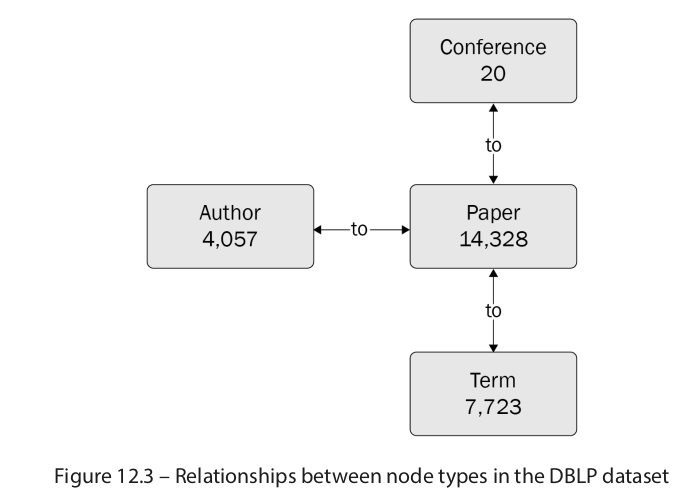 Conference
20
to
Author
4,057
to
Paper
14,328
to
Term
7,723
Figure 12.3 – Relationships between node types in the DBLP dataset